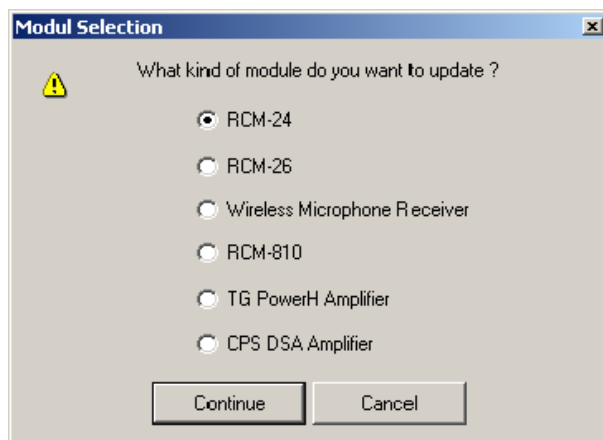 Modul Selection
What kind of module do you want to update ?
RCM-24
RCM-26
Wireless Microphone Receiver
RCM-810
TG PowerH Amplifier
CPS DSA Amplifier
Continue
Cancel